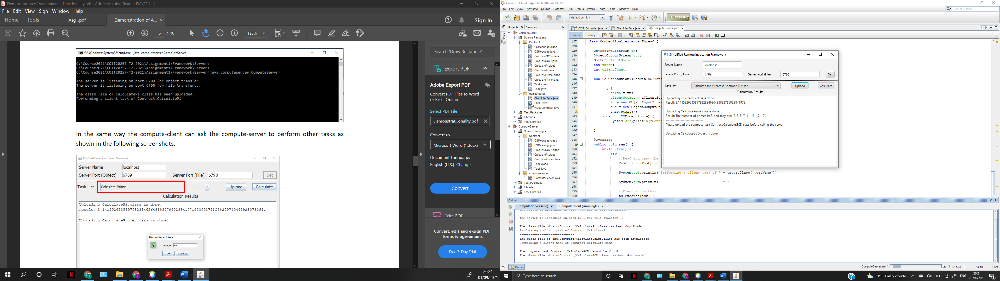 Demonstration of Assignment 1 Functionality.pdf - Adobe Acrobat Reader DC (32-bit)
File Edit View Sign Window Help
Home Tools Asg1.pdf Demonstration of A... × Sign In
6 / 10 125%
C:\Windows\System32\cmd.exe - java computeserver.ComputeServer
C:\Course2021\COIT20257-T2-2021\Assignment1\Framework\Server>
C:\Course2021\COIT20257-T2-2021\Assignment1\Framework\Server>
C:\Course2021\COIT20257-T2-2021\Assignment1\Framework\Server>java computeserver.ComputeServer
------------------------------
The server is listening on port 6789 for object transfer...
The server is listening on port 6790 for file transfer...
------------------------------
The class file of CalculatePi.class has been uploaded.
Performing a client task of Contract.CalculatePi
------------------------------
In the same way the compute-client can ask the compute-server to perform other tasks as
shown in the following screenshots.
Simplified Remote Invocation Framework
Server Name localhost
Server Port (Object) 6789 Server Port (File) 6790 Set
Task List Calculate Prime Upload Calculate
Calculation Results
Uploading CalculatePi.class is done.
Result: 3.1415926535897932384626433832795028841971693993751058209749445923078164.
------------------------------
Uploading CalculatePrime.class is done.
Please enter an integer
Integer: 70
OK Cancel
Search 'Draw Rectangle'
Export PDF
Adobe Export PDF
Convert PDF Files to Word
or Excel Online
Select PDF File
Demonstrat...onality.pdf
Convert to
Microsoft Word (*.docx)
Document Language:
English (U.S.) Change
Convert
Edit PDF
Convert, edit and e-sign PDF
forms & agreements
Free 7-Day Trial
20:24
01/09/2021
ComputeClient - Apache NetBeans IDE 9.0
File Edit View Navigate Source Refactor Run Debug Profile Team Tools Window Help
Search (Ctrl+I)
<default config>
Projects Services
Files
ComputeClient
Source Packages
Contract
CSMessage.class
CSMessage.java
CalculateGCD.class
CalculateGCD.java
CalculatePi.class
CalculatePi.java
CalculatePrime.class
CalculatePrime.java
Task.class
Task.java
computeclient
ClientInterface.java
FXML.fxml
FXMLController.java
Test Packages
Libraries
Test Libraries
ComputeServer
Source Packages
Contract
CSMessage.class
CSMessage.java
CalculateGCD.class
CalculatePi.class
CalculatePrime.class
Task.class
Task.java
computeserver
ComputeServer.java
Test Packages
Libraries
Test Libraries
FXMLController.java ClientInterface.java ComputeServer.java
Source History
127 class Connection1 extends Thread {
128
129 ObjectInputStream in;
130 ObjectOutputStream out;
131 Socket clientSocket;
132 int thrdn;
133 int clientCount;
134
135 public Connection1(Socket aClient
136
137 try {
138 thrdn = tn;
139 clientSocket = aClientSoc
140 in = new ObjectInputStream
141 out = new ObjectOutputStr
this.start();
143 } catch (IOException e) {
144 System.out.println("Conne
145 }
146 }
147
148 @Override
public void run() {
150 while (true) {
151 try {
152 //Read and cast the
153 Task ts = (Task) in.r
154
155 System.out.println("Performing a client task of " + ts.getClass().getName());
156
157 System.out.println("------------------------------");
158
159 //Execute the task
160 ts.executeTask();
Simplified Remote Invocation Framework
Server Name localhost
Server Port (Object) 6789 Server Port (File) 6790 Set
Task List Calculate the Greatest Common Divisor Upload Calculate
Calculation Results
Uploading CalculatePi.class is done.
Result: 3.1415926535897932384626433832795028841972.
------------------------------
Uploading CalculatePrime.class is done.
Result: The number of primes is: 8, and they are: [2, 3, 5, 7, 11, 13, 17, 19].
------------------------------
Please upload the compute-task Contract.CalculateGCD class before calling the server
------------------------------
Uploading CalculateGCD.class is done.
Output
ComputeServer (run) × ComputeClient (run-single) ×
The server is listening on port 6789 for object transfer...
------------------------------
The server is listening on port 6790 for file transfer...
------------------------------
The class file of src/Contract/CalculatePi.class has been downloaded.
Performing a client task of Contract.CalculatePi
------------------------------
The class file of src/Contract/CalculatePrime.class has been downloaded.
Performing a client task of Contract.CalculatePrime
------------------------------
The compute-task Contract.CalculateGCD cannot be found!
The class file of src/Contract/CalculateGCD.class has been downloaded.
Output
ComputeServer (run) (1 more...) 104:18 INS
Type here to search
21°C Partly cloudy ENG
20:24
01/09/2021